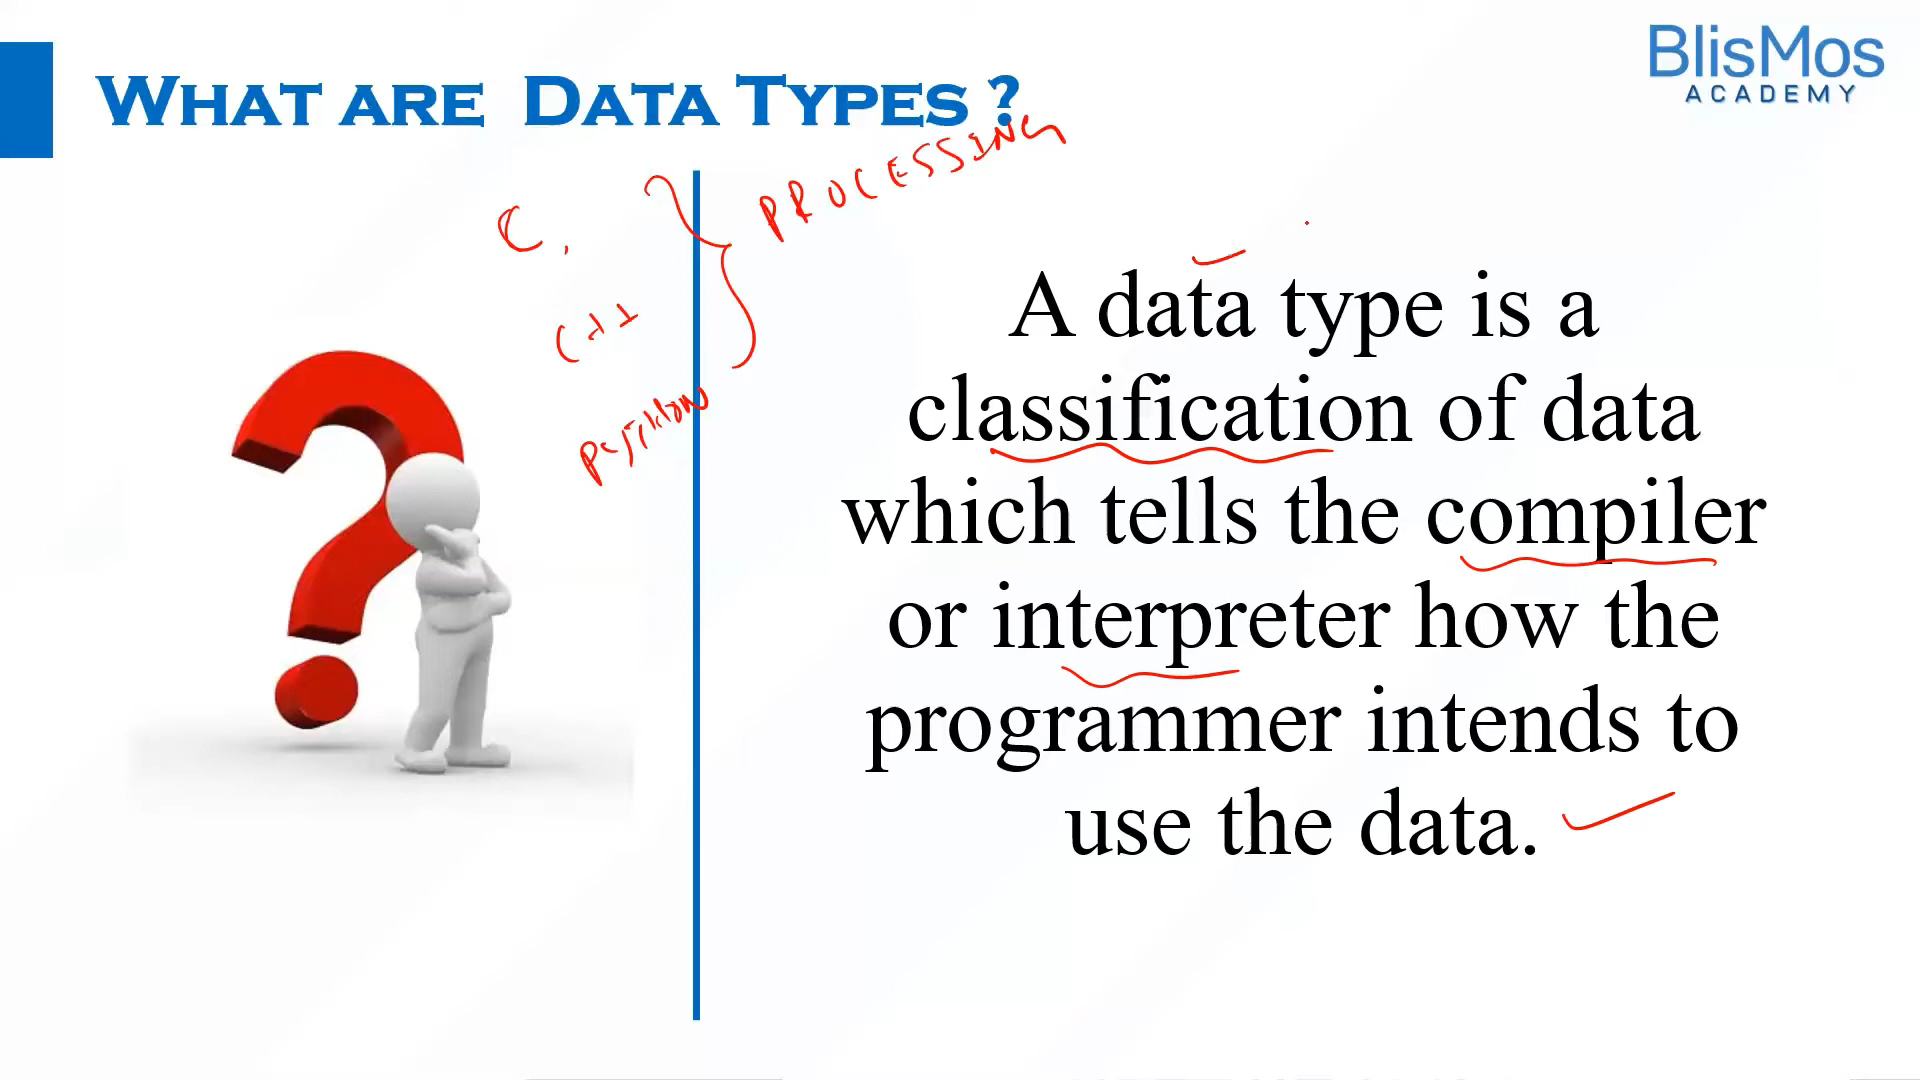 BlisMos
ACADEMY
WHAT ARE DATA TYPES ?
PROCESSING
C,
C++
A data type is a
classification of data
which tells the compiler
or interpreter how the
programmer intends to
use the data.